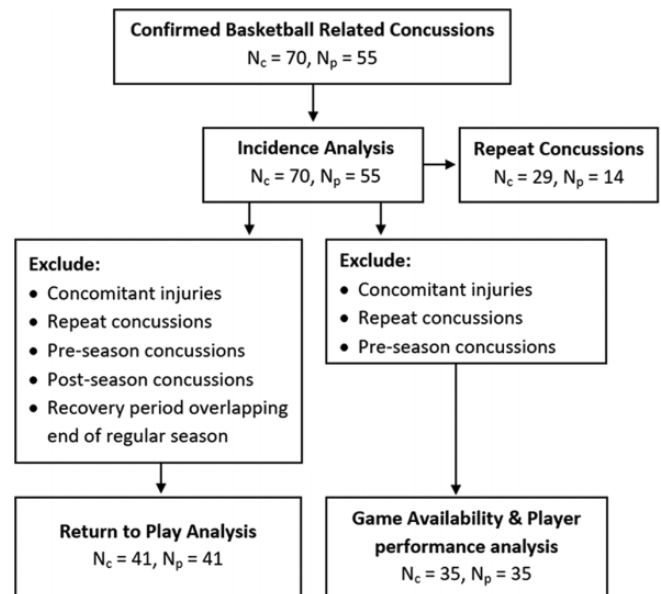 Confirmed Basketball Related Concussions
Nc = 70, Np = 55
Incidence Analysis
Nc = 70, Np = 55
Repeat Concussions
Nc = 29, Np = 14
Exclude:
• Concomitant injuries
• Repeat concussions
• Pre-season concussions
• Post-season concussions
• Recovery period overlapping
end of regular season
Exclude:
• Concomitant injuries
• Repeat concussions
• Pre-season concussions
Return to Play Analysis
Nc = 41, Np = 41
Game Availability & Player
performance analysis
Nc = 35, Np = 35